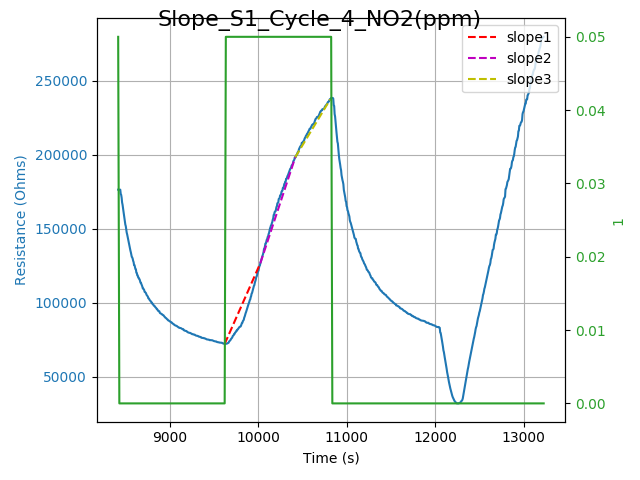 Slope_S1_Cycle_4_NO2(ppm)
slope1
slope2
slope3
Resistance (Ohms)
250000
200000
150000
100000
50000
0.05
0.04
0.03
0.02
0.01
0.00
1
9000 10000 11000 12000 13000
Time (s)